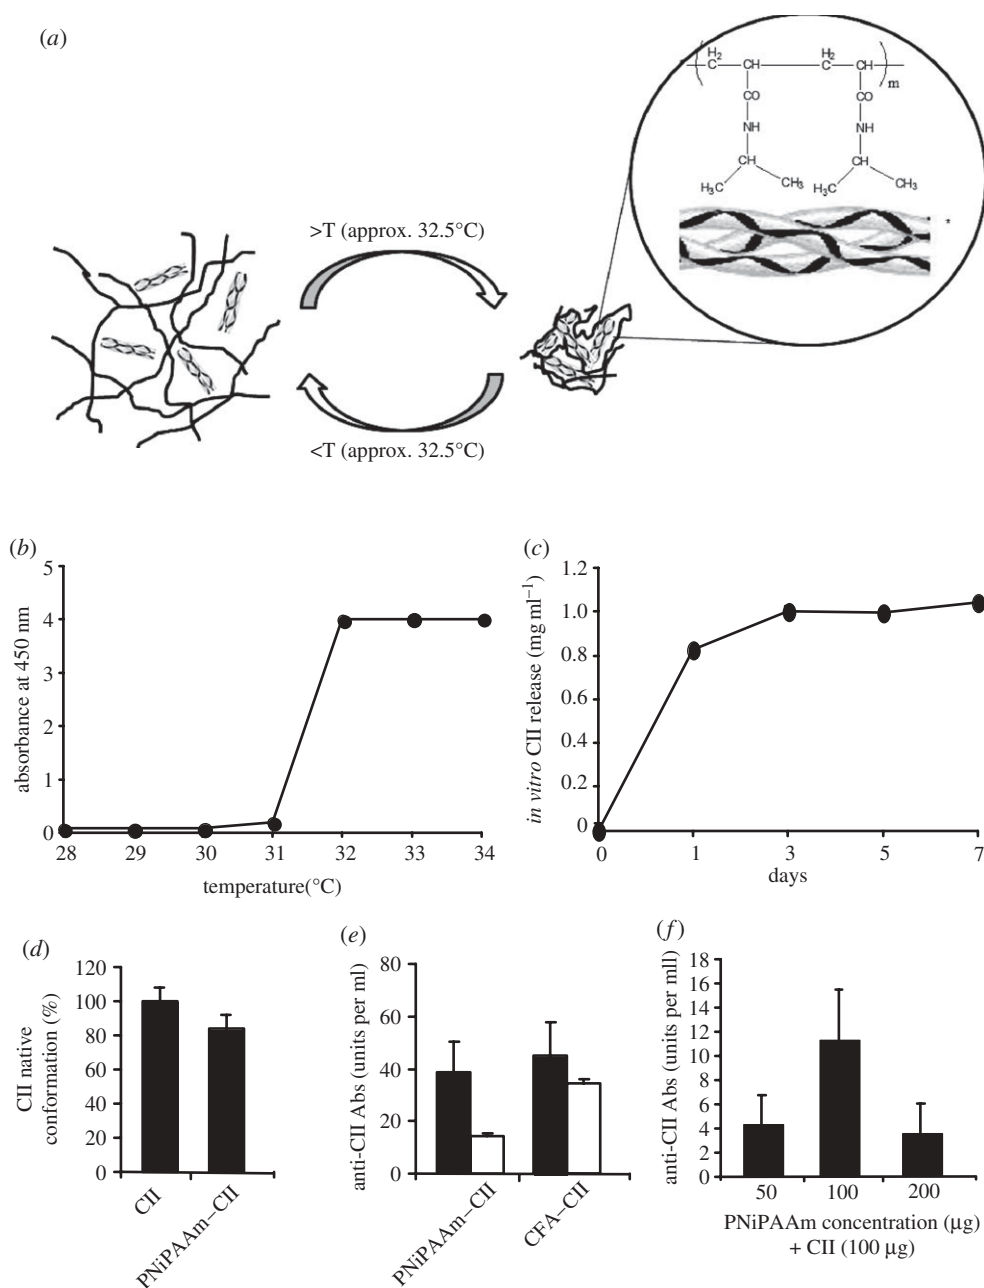 (a)
H2
C
CH
H2
C
CH
m
CO
CO
NH
NH
CH
CH
H3C
CH3
H3C
CH3
>T (approx. 32.5°C)
<T (approx. 32.5°C)
(b)
5
4
3
2
1
0
28 29 30 31 32 33 34
absorbance at 450 nm
temperature(°C)
(c)
1.2
1.0
0.8
0.6
0.4
0.2
0
0 1 3 5 7
in vitro CII release (mg ml−1)
days
(d)
120
100
80
60
40
20
0
CII native
conformation (%)
CII
PNiPAAm–CII
(e)
80
60
40
20
0
anti-CII Abs (units per ml)
PNiPAAm–CII
CFA–CII
(f)
18
16
14
12
10
8
6
4
2
0
anti-CII Abs (units per mll)
50 100 200
PNiPAAm concentration (µg)
+ CII (100 µg)